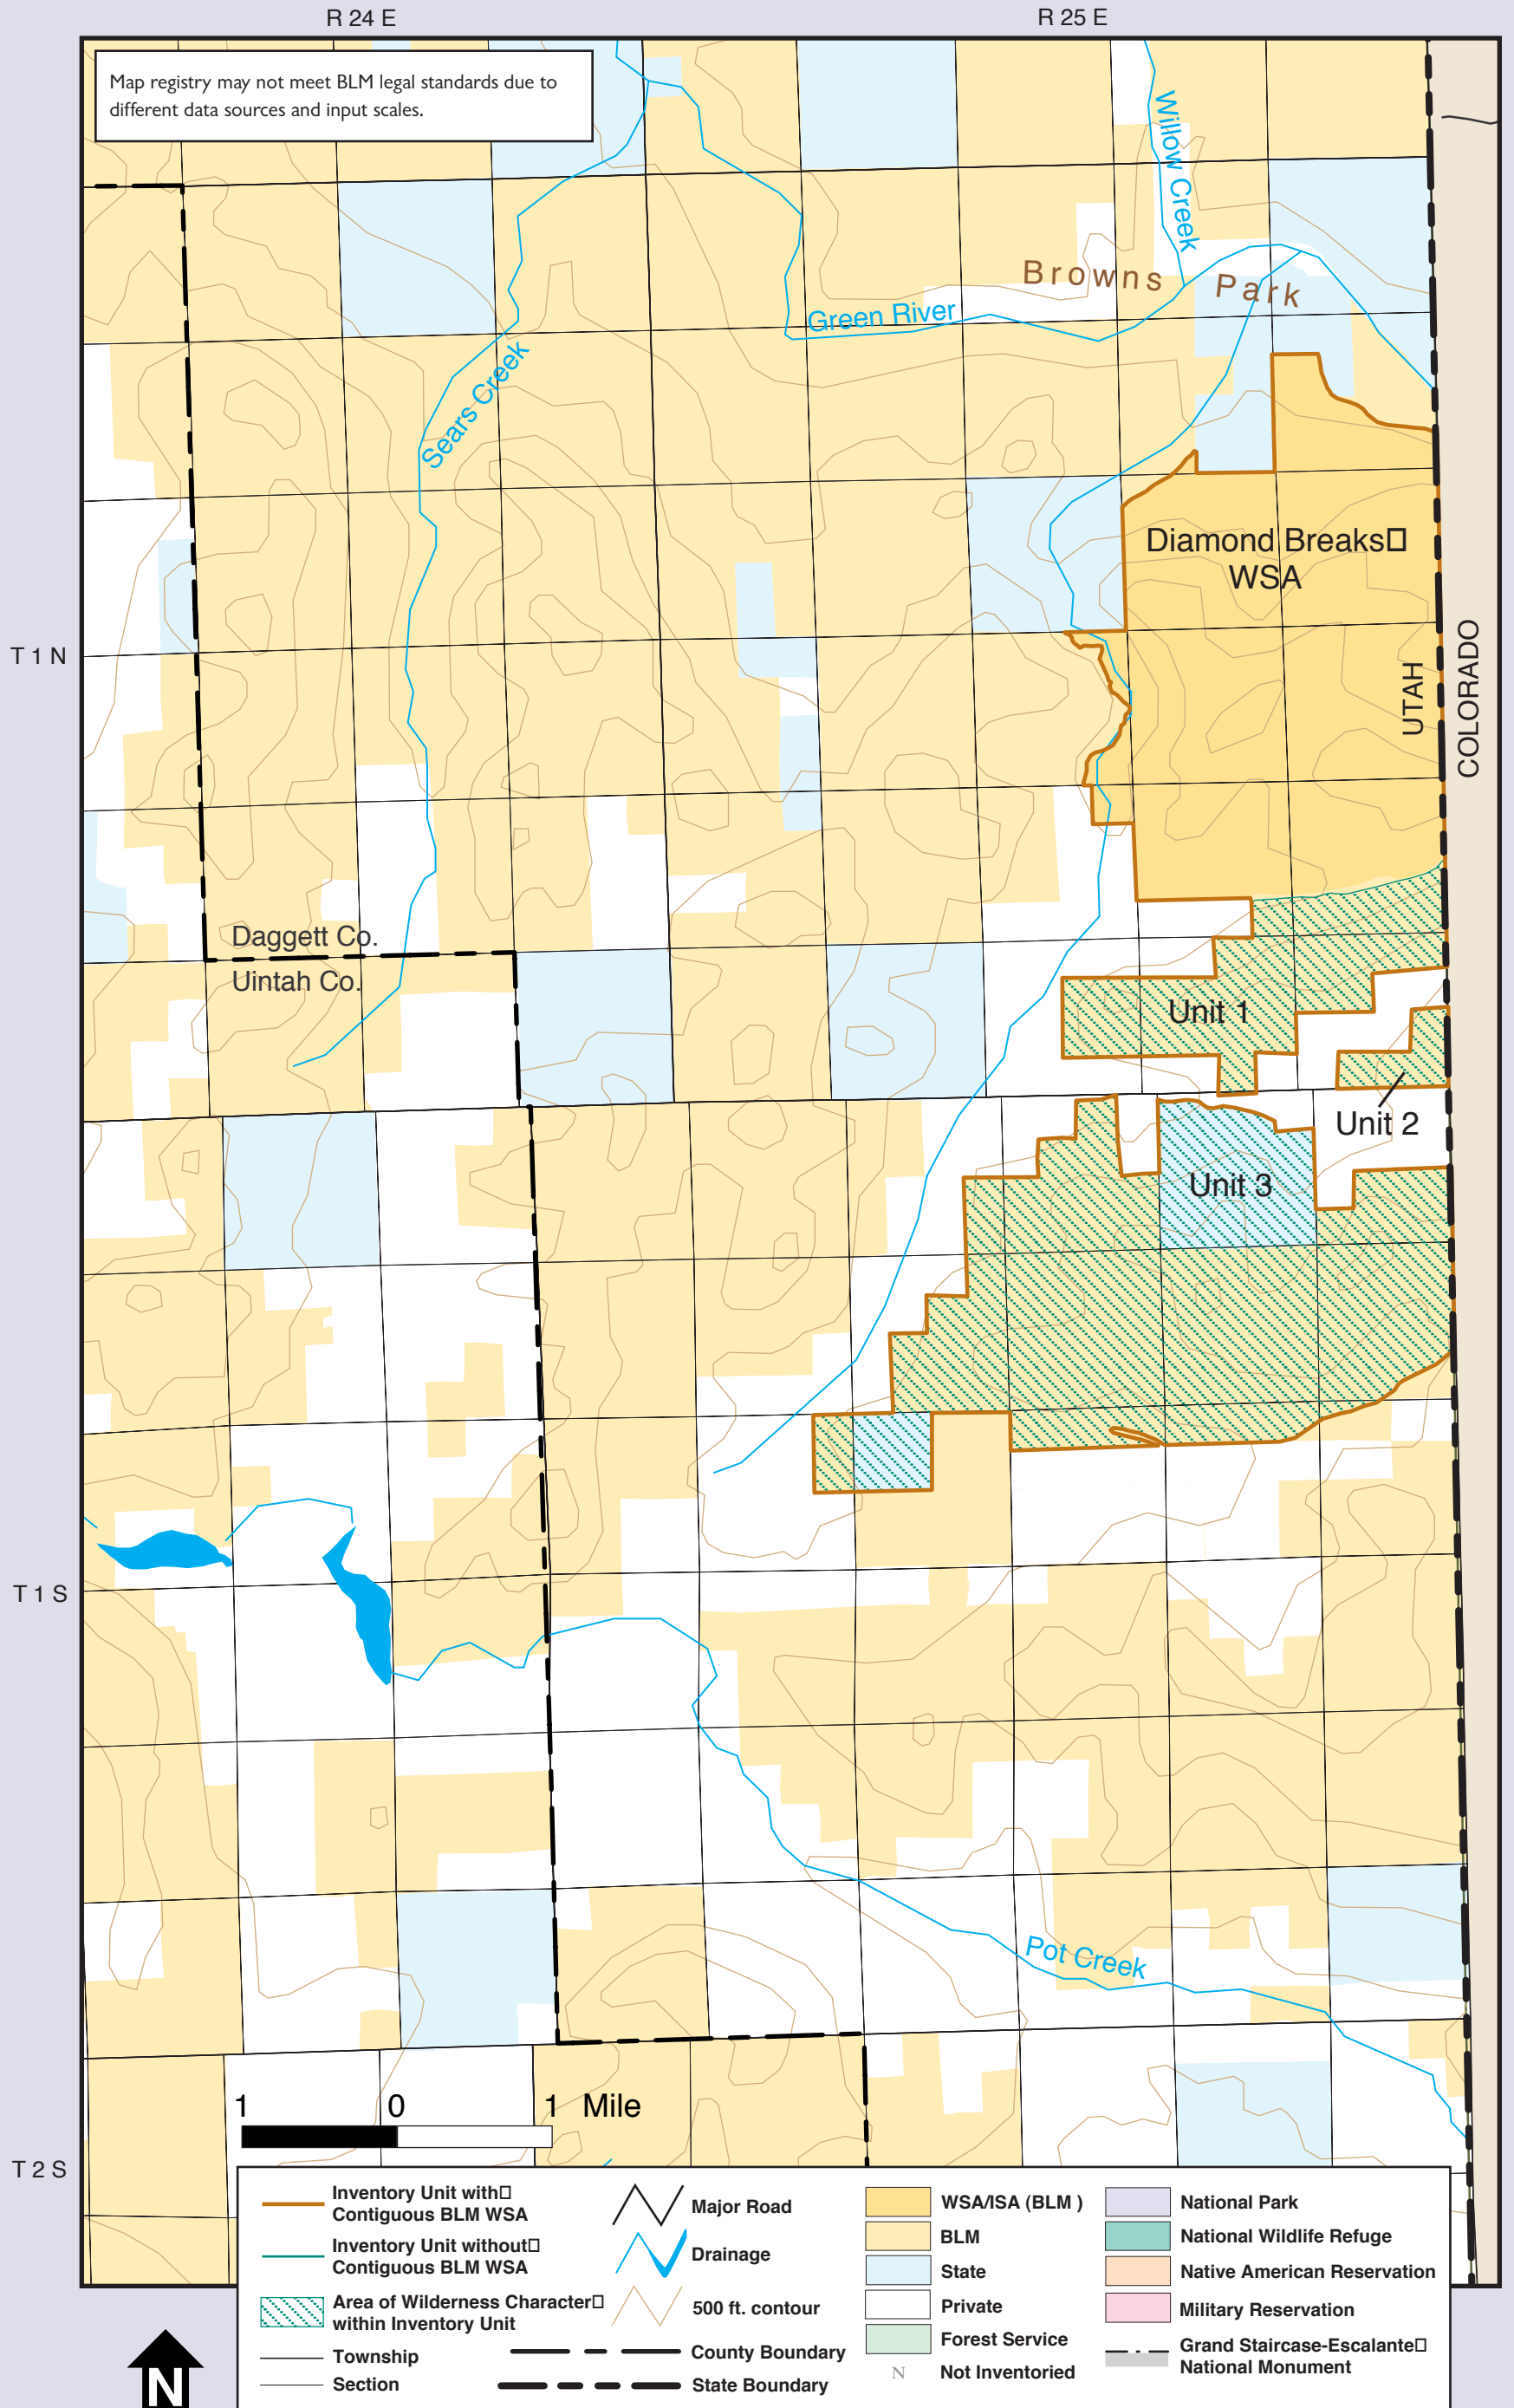 R 24 E
R 25 E
Map registry may not meet BLM legal standards due to
different data sources and input scales.
Willow Creek
Browns Park
Green River
Sears Creek
Diamond Breaks□
WSA
T 1 N
UTAH
COLORADO
Daggett Co.
Uintah Co.
Unit 1
Unit 2
Unit 3
T 1 S
Pot Creek
1 0 1 Mile
T 2 S
Inventory Unit with□
Contiguous BLM WSA
Inventory Unit without□
Contiguous BLM WSA
Area of Wilderness Character□
within Inventory Unit
Township
Section
Major Road
Drainage
500 ft. contour
County Boundary
State Boundary
WSA/ISA (BLM )
BLM
State
Private
Forest Service
N Not Inventoried
National Park
National Wildlife Refuge
Native American Reservation
Military Reservation
Grand Staircase-Escalante□
National Monument
N